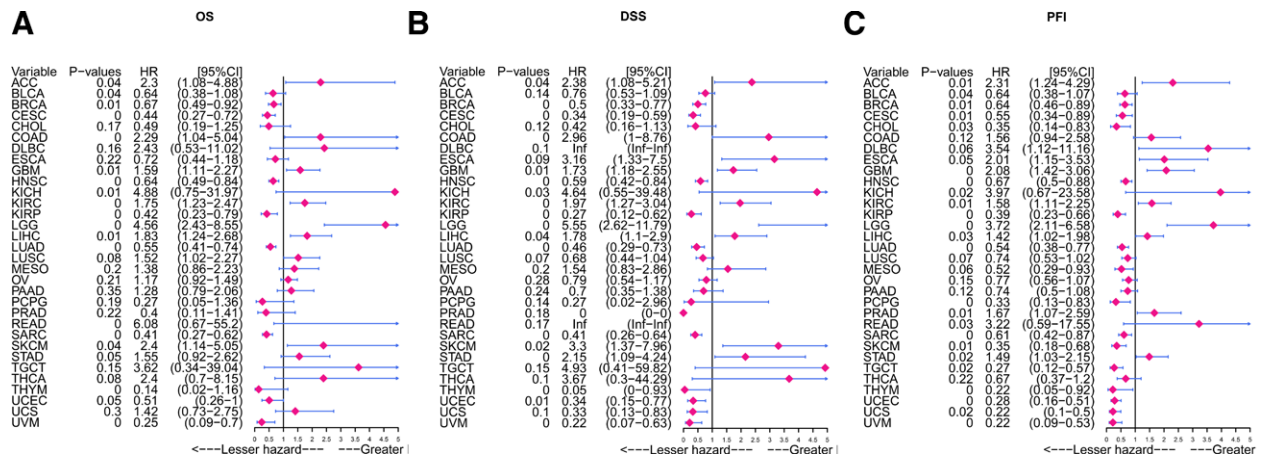 A
OS
Variable P-values HR [95%CI]
ACC 0.04 2.3 (1.08−4.88)
BLCA 0.04 0.64 (0.38−1.08)
BRCA 0.01 0.67 (0.49−0.92)
CESC 0 0.44 (0.27−0.72)
CHOL 0.17 0.49 (0.19−1.25)
COAD 0 2.29 (1.04−5.04)
DLBC 0.16 2.43 (0.53−11.02)
ESCA 0.22 0.72 (0.44−1.18)
GBM 0.01 1.59 (1.11−2.27)
HNSC 0 0.64 (0.49−0.84)
KICH 0.01 4.88 (0.75−31.97)
KIRC 0 1.75 (1.23−2.47)
KIRP 0 0.42 (0.23−0.79)
LGG 0 4.56 (2.43−8.55)
LIHC 0.01 1.83 (1.24−2.68)
LUAD 0 0.55 (0.41−0.74)
LUSC 0.08 1.52 (1.02−2.27)
MESO 0.2 1.38 (0.86−2.23)
OV 0.21 1.17 (0.92−1.49)
PAAD 0.35 1.28 (0.79−2.06)
PCPG 0.19 0.27 (0.05−1.36)
PRAD 0.22 0.4 (0.11−1.41)
READ 0 6.08 (0.67−55.2)
SARC 0 0.41 (0.27−0.62)
SKCM 0.04 2.4 (1.14−5.05)
STAD 0.05 1.55 (0.92−2.62)
TGCT 0.15 3.62 (0.34−39.04)
THCA 0.08 2.4 (0.7−8.15)
THYM 0 0.14 (0.02−1.16)
UCEC 0.05 0.51 (0.26−1)
UCS 0.3 1.42 (0.73−2.75)
UVM 0 0.25 (0.09−0.7)
0 0.5 1 1.5 2 2.5 3 3.5 4 4.5 5
<−−−Lesser hazard−−− −−−Greater
B
DSS
Variable P-values HR [95%CI]
ACC 0.04 2.38 (1.08−5.21)
BLCA 0.14 0.76 (0.53−1.09)
BRCA 0 0.5 (0.33−0.77)
CESC 0 0.34 (0.19−0.59)
CHOL 0.12 0.42 (0.16−1.13)
COAD 0 2.96 (1−8.76)
DLBC 0.1 Inf (Inf−Inf)
ESCA 0.09 3.16 (1.33−7.5)
GBM 0.01 1.73 (1.18−2.55)
HNSC 0 0.59 (0.42−0.84)
KICH 0.03 4.64 (0.55−39.48)
KIRC 0 1.97 (1.27−3.04)
KIRP 0 0.27 (0.12−0.62)
LGG 0 5.55 (2.62−11.79)
LIHC 0.04 1.78 (1.1−2.9)
LUAD 0 0.46 (0.29−0.73)
LUSC 0.07 0.68 (0.44−1.04)
MESO 0.2 1.54 (0.83−2.86)
OV 0.28 0.79 (0.54−1.17)
PAAD 0.24 0.7 (0.35−1.38)
PCPG 0.14 0.27 (0.02−2.96)
PRAD 0.18 0 (0−0)
READ 0.17 Inf (Inf−Inf)
SARC 0 0.41 (0.26−0.64)
SKCM 0.02 3.3 (1.37−7.96)
STAD 0 2.15 (1.09−4.24)
TGCT 0.15 4.93 (0.41−59.82)
THCA 0.1 3.67 (0.3−44.29)
THYM 0 0.05 (0−0.93)
UCEC 0.01 0.34 (0.15−0.77)
UCS 0.1 0.33 (0.13−0.83)
UVM 0 0.22 (0.07−0.63)
0 0.5 1 1.5 2 2.5 3 3.5 4 4.5 5
<−−−Lesser hazard−−− −−−Greater
C
PFI
Variable P-values HR [95%CI]
ACC 0.01 2.31 (1.24−4.29)
BLCA 0.04 0.64 (0.38−1.07)
BRCA 0.01 0.64 (0.46−0.89)
CESC 0.01 0.55 (0.34−0.89)
CHOL 0.03 0.35 (0.14−0.83)
COAD 0.12 1.56 (0.94−2.58)
DLBC 0.06 3.54 (1.12−11.16)
ESCA 0.05 2.01 (1.15−3.53)
GBM 0 2.08 (1.42−3.06)
HNSC 0 0.67 (0.5−0.88)
KICH 0.02 3.97 (0.67−23.58)
KIRC 0.01 1.58 (1.11−2.25)
KIRP 0 0.39 (0.23−0.66)
LGG 0 3.72 (2.11−6.58)
LIHC 0.03 1.42 (1.02−1.98)
LUAD 0 0.54 (0.38−0.77)
LUSC 0.07 0.74 (0.53−1.02)
MESO 0.06 0.52 (0.29−0.93)
OV 0.15 0.77 (0.56−1.07)
PAAD 0.12 0.74 (0.5−1.08)
PCPG 0 0.33 (0.13−0.83)
PRAD 0.01 1.67 (1.07−2.59)
READ 0.03 3.22 (0.59−17.55)
SARC 0 0.61 (0.42−0.87)
SKCM 0.01 0.35 (0.18−0.68)
STAD 0.02 1.49 (1.03−2.15)
TGCT 0.02 0.27 (0.12−0.57)
THCA 0.22 0.67 (0.37−1.2)
THYM 0 0.22 (0.05−0.92)
UCEC 0 0.28 (0.16−0.51)
UCS 0.02 0.22 (0.1−0.5)
UVM 0 0.22 (0.09−0.53)
0 0.5 1 1.5 2 2.5 3 3.5 4 4.5 5
<−−−Lesser hazard−−− −−−Greater